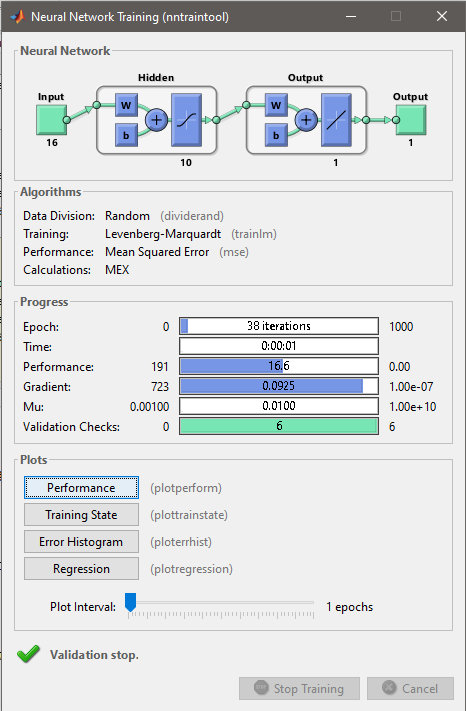 Neural Network Training (nntraintool)
Neural Network
Hidden Output
Input Output
W W
b b
16 10 1 1
Algorithms
Data Division: Random (dividerand)
Training: Levenberg-Marquardt (trainlm)
Performance: Mean Squared Error (mse)
Calculations: MEX
Progress
Epoch: 0 38 iterations 1000
Time: 0:00:01
Performance: 191 16.6 0.00
Gradient: 723 0.0925 1.00e-07
Mu: 0.00100 0.0100 1.00e+10
Validation Checks: 0 6 6
Plots
Performance (plotperform)
Training State (plottrainstate)
Error Histogram (ploterrhist)
Regression (plotregression)
Plot Interval: 1 epochs
Validation stop.
Stop Training Cancel